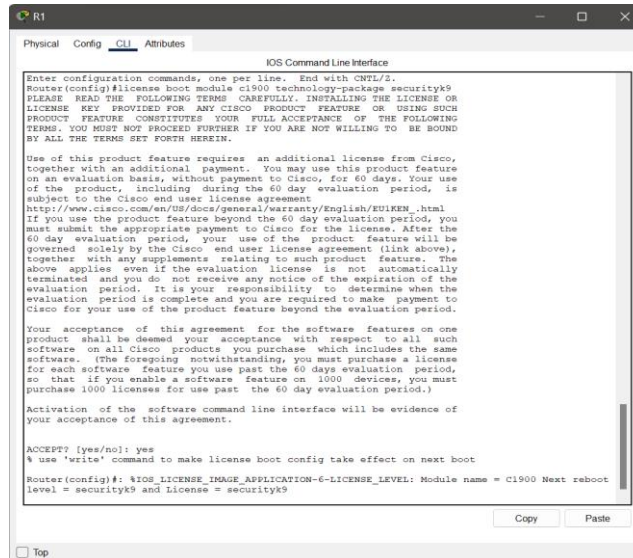 R1
Physical Config CLI Attributes
IOS Command Line Interface
Enter configuration commands, one per line. End with CNTL/Z.
Router(config)#license boot module c1900 technology-package securityk9
PLEASE READ THE FOLLOWING TERMS CAREFULLY. INSTALLING THE LICENSE OR
LICENSE KEY PROVIDED FOR ANY CISCO PRODUCT FEATURE OR USING SUCH
PRODUCT FEATURE CONSTITUTES YOUR FULL ACCEPTANCE OF THE FOLLOWING
TERMS. YOU MUST NOT PROCEED FURTHER IF YOU ARE NOT WILLING TO BE BOUND
BY ALL THE TERMS SET FORTH HEREIN.
Use of this product feature requires an additional license from Cisco,
together with an additional payment. You may use this product feature
on an evaluation basis, without payment to Cisco, for 60 days. Your use
of the product, including during the 60 day evaluation period, is
subject to the Cisco end user license agreement
http://www.cisco.com/en/US/docs/general/warranty/English/EU1KEN_.html
If you use the product feature beyond the 60 day evaluation period, you
must submit the appropriate payment to Cisco for the license. After the
60 day evaluation period, your use of the product feature will be
governed solely by the Cisco end user license agreement (link above),
together with any supplements relating to such product feature. The
above applies even if the evaluation license is not automatically
terminated and you do not receive any notice of the expiration of the
evaluation period. It is your responsibility to determine when the
evaluation period is complete and you are required to make payment to
Cisco for your use of the product feature beyond the evaluation period.
Your acceptance of this agreement for the software features on one
product shall be deemed your acceptance with respect to all such
software on all Cisco products you purchase which includes the same
software. (The foregoing notwithstanding, you must purchase a license
for each software feature you use past the 60 days evaluation period,
so that if you enable a software feature on 1000 devices, you must
purchase 1000 licenses for use past the 60 day evaluation period.)
Activation of the software command line interface will be evidence of
your acceptance of this agreement.
ACCEPT? [yes/no]: yes
% use 'write' command to make license boot config take effect on next boot
Router(config)#: %IOS_LICENSE_IMAGE_APPLICATION-6-LICENSE_LEVEL: Module name = C1900 Next reboot
level = securityk9 and License = securityk9
Copy Paste
Top